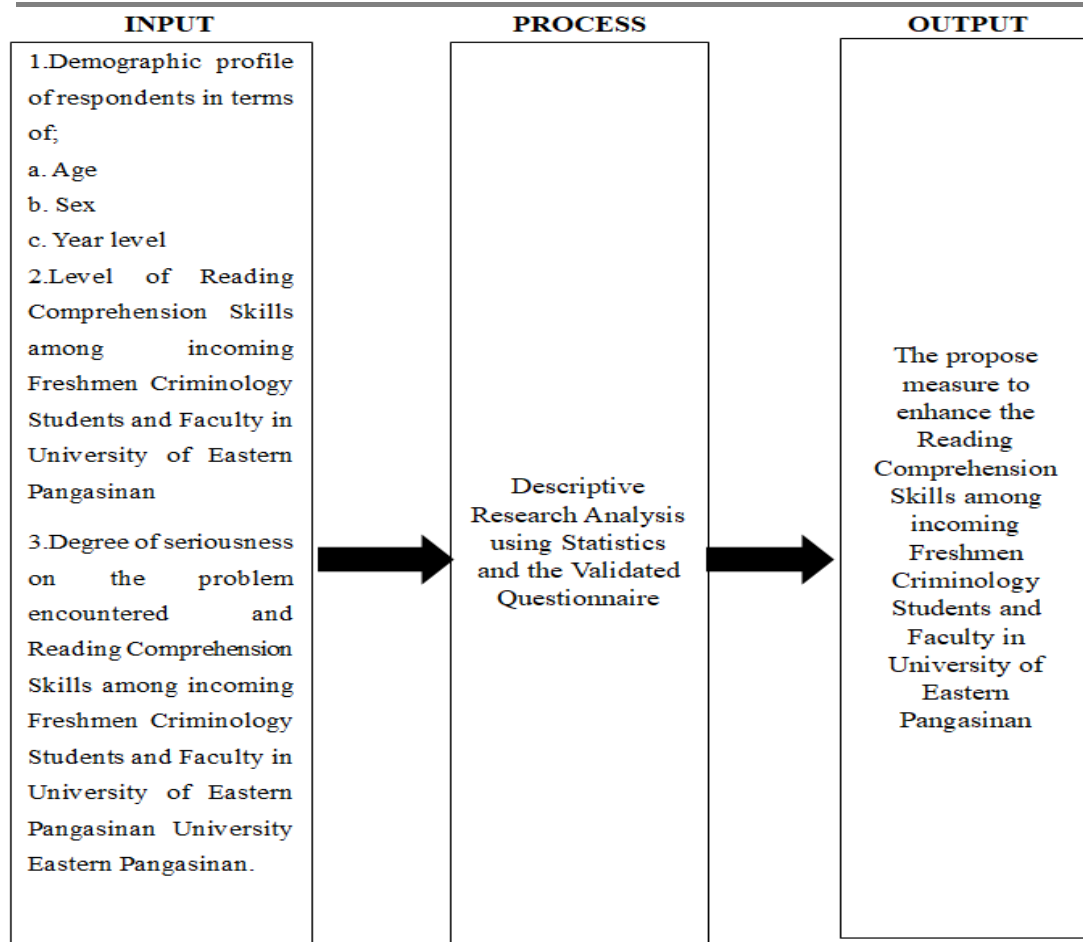 INPUT
1.Demographic profile
of respondents in terms
of;
a. Age
b. Sex
c. Year level
2.Level of Reading
Comprehension Skills
among incoming
Freshmen Criminology
Students and Faculty in
University of Eastern
Pangasinan
3.Degree of seriousness
on the problem
encountered and
Reading Comprehension
Skills among incoming
Freshmen Criminology
Students and Faculty in
University of Eastern
Pangasinan University
Eastern Pangasinan.
PROCESS
Descriptive
Research Analysis
using Statistics
and the Validated
Questionnaire
OUTPUT
The propose
measure to
enhance the
Reading
Comprehension
Skills among
incoming
Freshmen
Criminology
Students and
Faculty in
University of
Eastern
Pangasinan